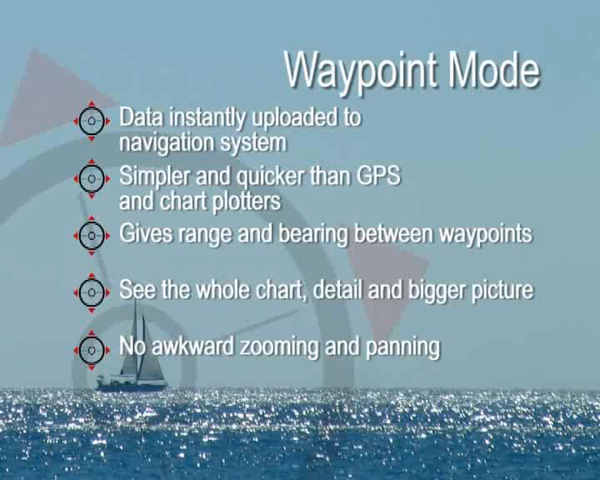 Waypoint Mode
Data instantly uploaded to
navigation system
Simpler and quicker than GPS
and chart plotters
Gives range and bearing between waypoints
See the whole chart, detail and bigger picture
No awkward zooming and panning